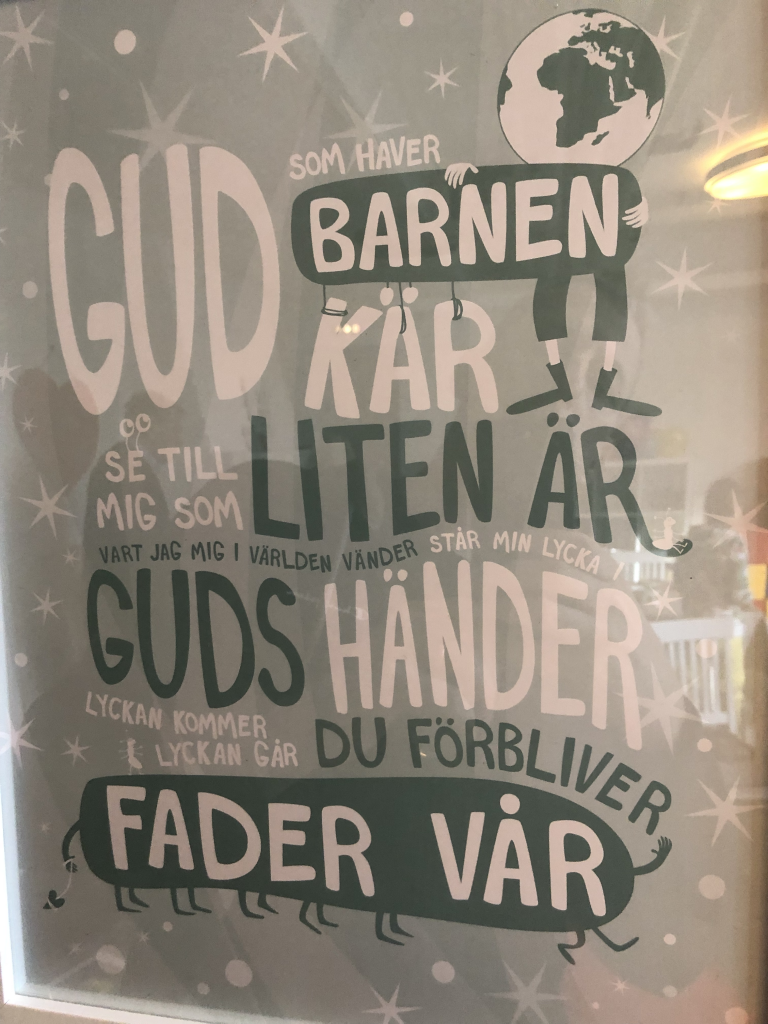 GUD
SOM HAVER
BARNEN
KÄR
SE TILL
MIG SOM
LITEN ÄR
VART JAG MIG I VÄRLDEN VÄNDER STÅR MIN LYCKA I
GUDS HÄNDER
LYCKAN KOMMER
LYCKAN GÅR
DU FÖRBLIVER
FADER VÅR